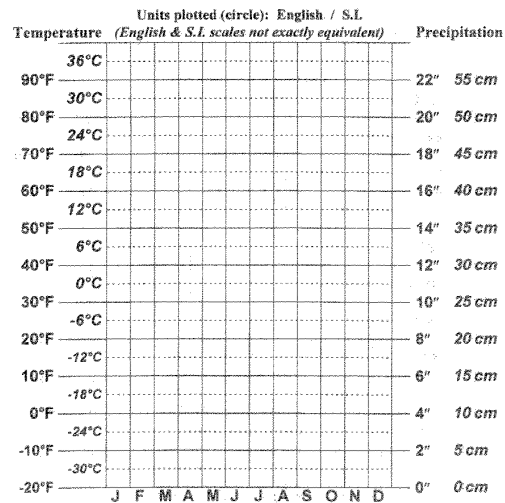 Units plotted (circle): English / S.I.
Temperature (English & S.I. scales not exactly equivalent) Precipitation
36°C
90°F 22" 55 cm
30°C
80°F 20" 50 cm
24°C
70°F 18" 45 cm
18°C
60°F 16" 40 cm
12°C
50°F 14" 35 cm
6°C
40°F 12" 30 cm
0°C
30°F 10" 25 cm
-6°C
20°F 8" 20 cm
-12°C
10°F 6" 15 cm
-18°C
0°F 4" 10 cm
-24°C
-10°F 2" 5 cm
-30°C
-20°F 0" 0 cm
J F M A M J J A S O N D